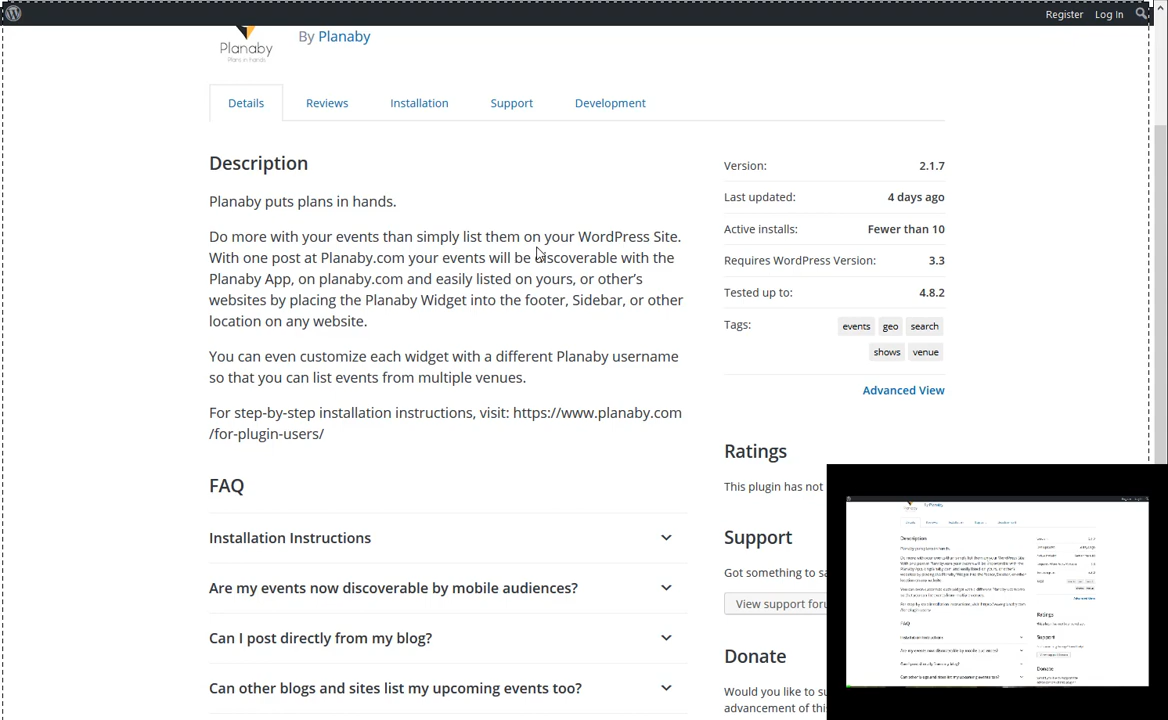 Register Log In
Planaby
Plans in hands
By Planaby
Details Reviews Installation Support Development
Description
Planaby puts plans in hands.
Do more with your events than simply list them on your WordPress Site.
With one post at Planaby.com your events will be discoverable with the
Planaby App, on planaby.com and easily listed on yours, or other's
websites by placing the Planaby Widget into the footer, Sidebar, or other
location on any website.
You can even customize each widget with a different Planaby username
so that you can list events from multiple venues.
For step-by-step installation instructions, visit: https://www.planaby.com
/for-plugin-users/
FAQ
Installation Instructions
Are my events now discoverable by mobile audiences?
Can I post directly from my blog?
Can other blogs and sites list my upcoming events too?
Version: 2.1.7
Last updated: 4 days ago
Active installs: Fewer than 10
Requires WordPress Version: 3.3
Tested up to: 4.8.2
Tags: events geo search
shows venue
Advanced View
Ratings
This plugin has not
Support
Got something to sa
View support foru
Donate
Would you like to su
advancement of this
Description
Ratings
Support
Donate
FAQ